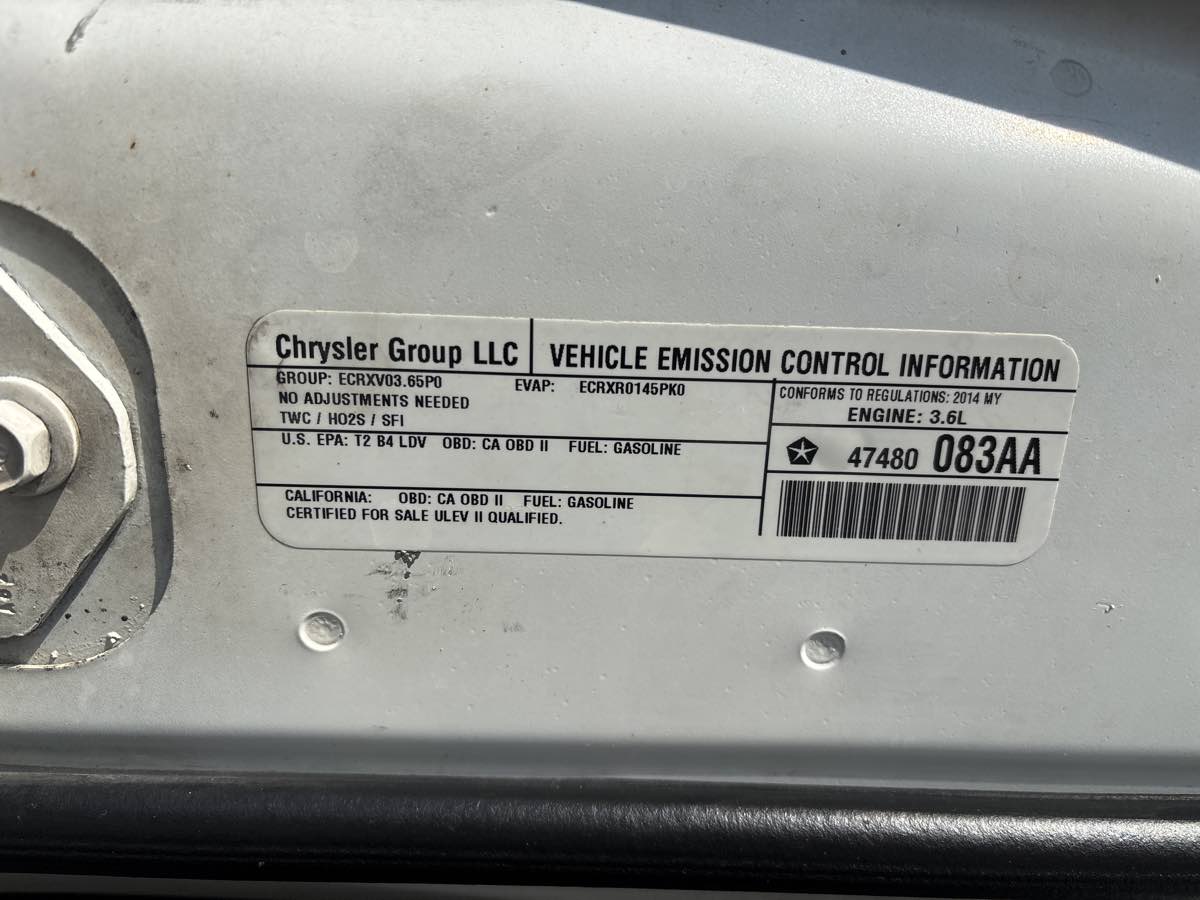 Chrysler Group LLC VEHICLE EMISSION CONTROL INFORMATION
GROUP: ECRXV03.65P0 EVAP: ECRXR0145PK0
NO ADJUSTMENTS NEEDED
TWC / HO2S / SFI
CONFORMS TO REGULATIONS: 2014 MY
ENGINE: 3.6L
U.S. EPA: T2 B4 LDV OBD: CA OBD II FUEL: GASOLINE
47480 083AA
CALIFORNIA: OBD: CA OBD II FUEL: GASOLINE
CERTIFIED FOR SALE ULEV II QUALIFIED.